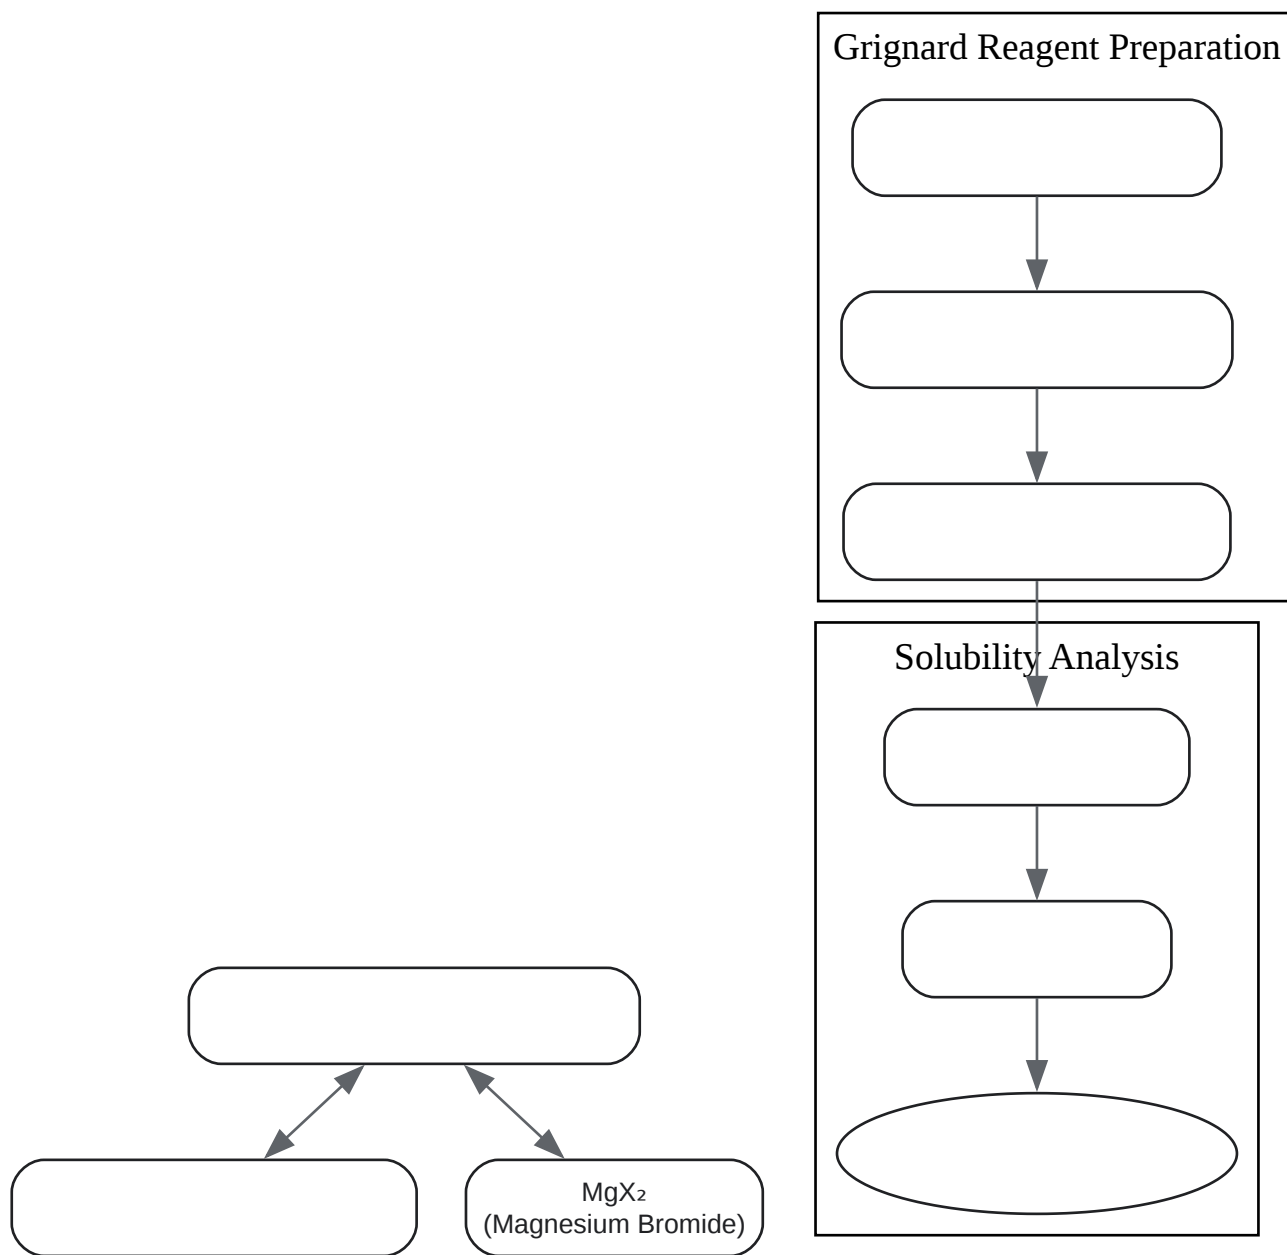 Grignard Reagent Preparation
Solubility Analysis
MgX₂
(Magnesium Bromide)